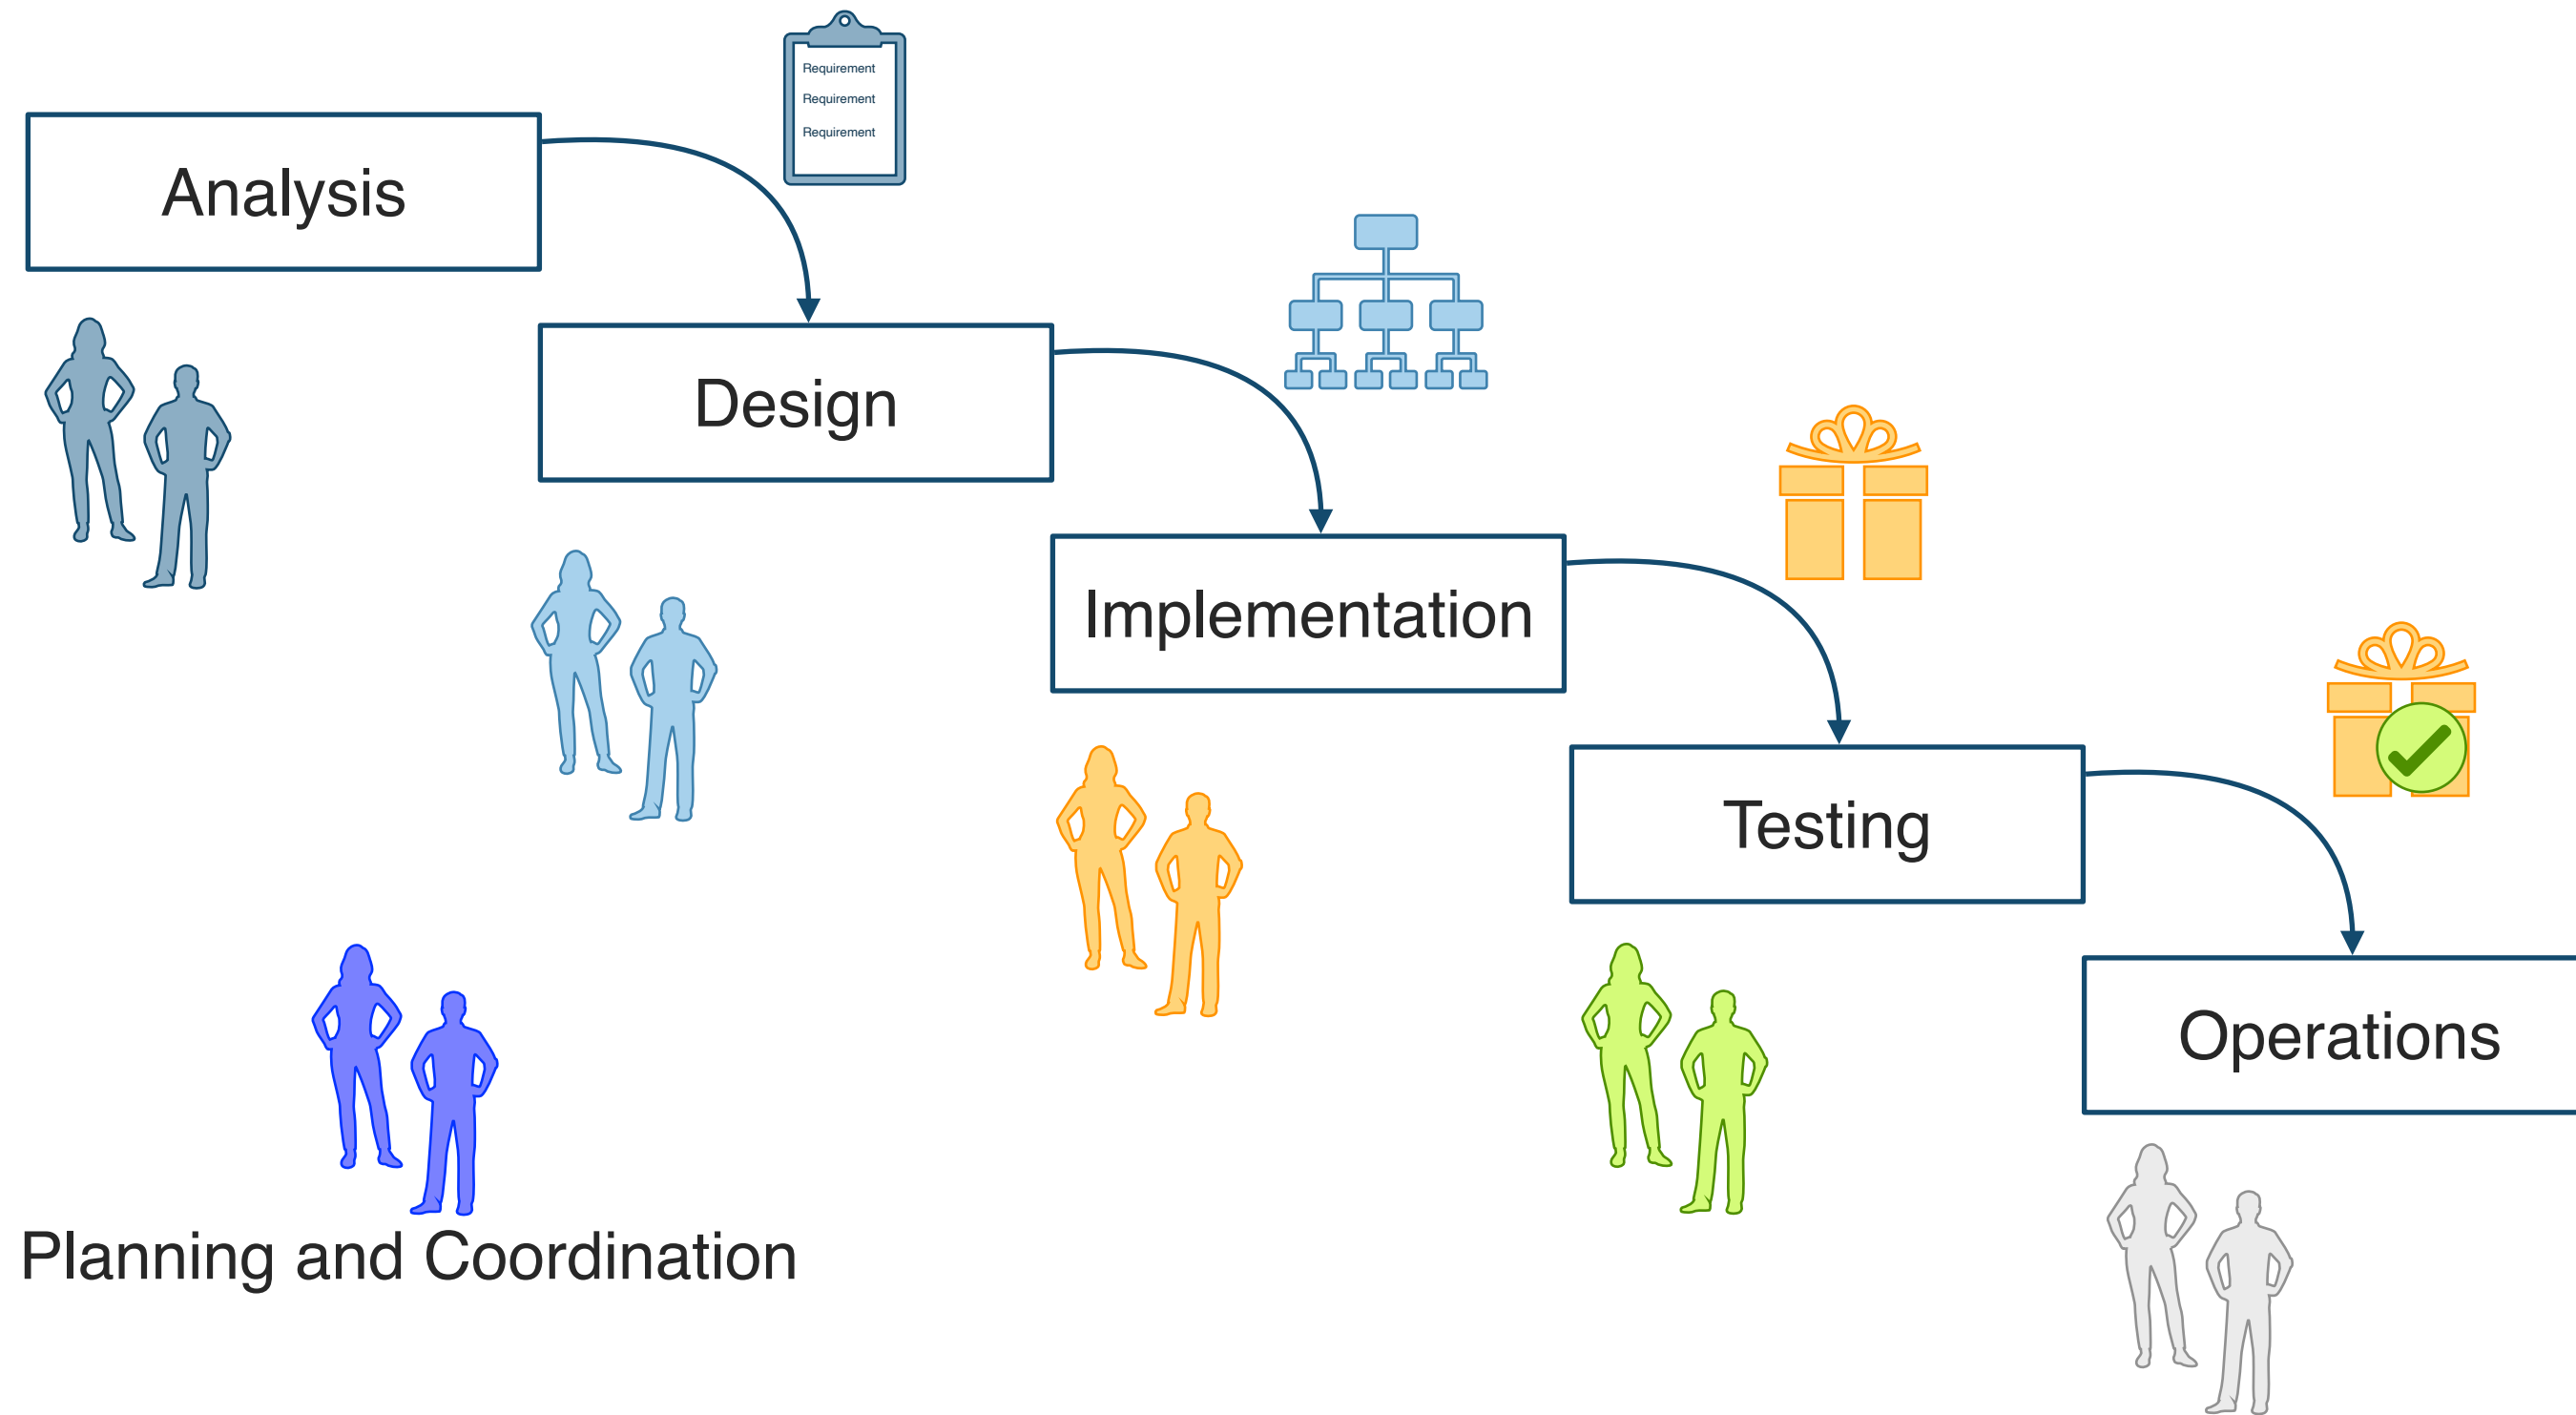 Requirement
Requirement
Requirement
Analysis
Design
Implementation
Testing
Operations
Planning and Coordination